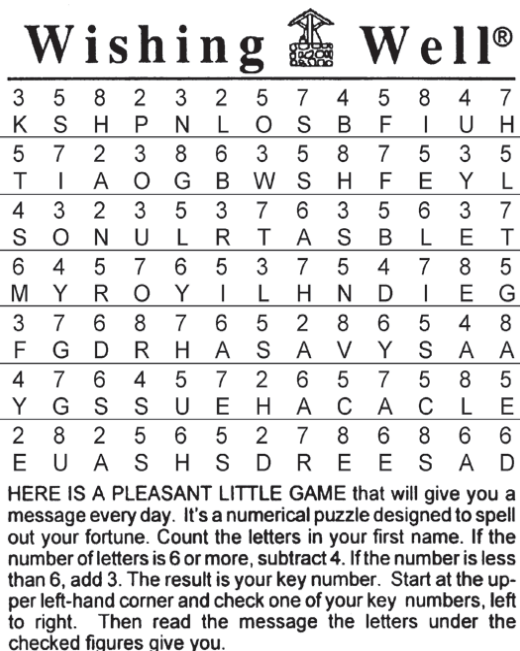 Wishing Well®
3 5 8 2 3 2 5 7 4 5 8 4 7
K S H P N L O S B F I U H
5 7 2 3 8 6 3 5 8 7 5 3 5
T I A O G B W S H F E Y L
4 3 2 3 5 3 7 6 3 5 6 3 7
S O N U L R T A S B L E T
6 4 5 7 6 5 3 7 5 4 7 8 5
M Y R O Y I L H N D I E G
3 7 6 8 7 6 5 2 8 6 5 4 8
F G D R H A S A V Y S A A
4 7 6 4 5 7 2 6 5 7 5 8 5
Y G S S U E H A C A C L E
2 8 2 5 6 5 2 7 8 6 8 6 6
E U A S H S D R E E S A D
HERE IS A PLEASANT LITTLE GAME that will give you a
message every day. It's a numerical puzzle designed to spell
out your fortune. Count the letters in your first name. If the
number of letters is 6 or more, subtract 4. If the number is less
than 6, add 3. The result is your key number. Start at the up-
per left-hand corner and check one of your key numbers, left
to right. Then read the message the letters under the
checked figures give you.